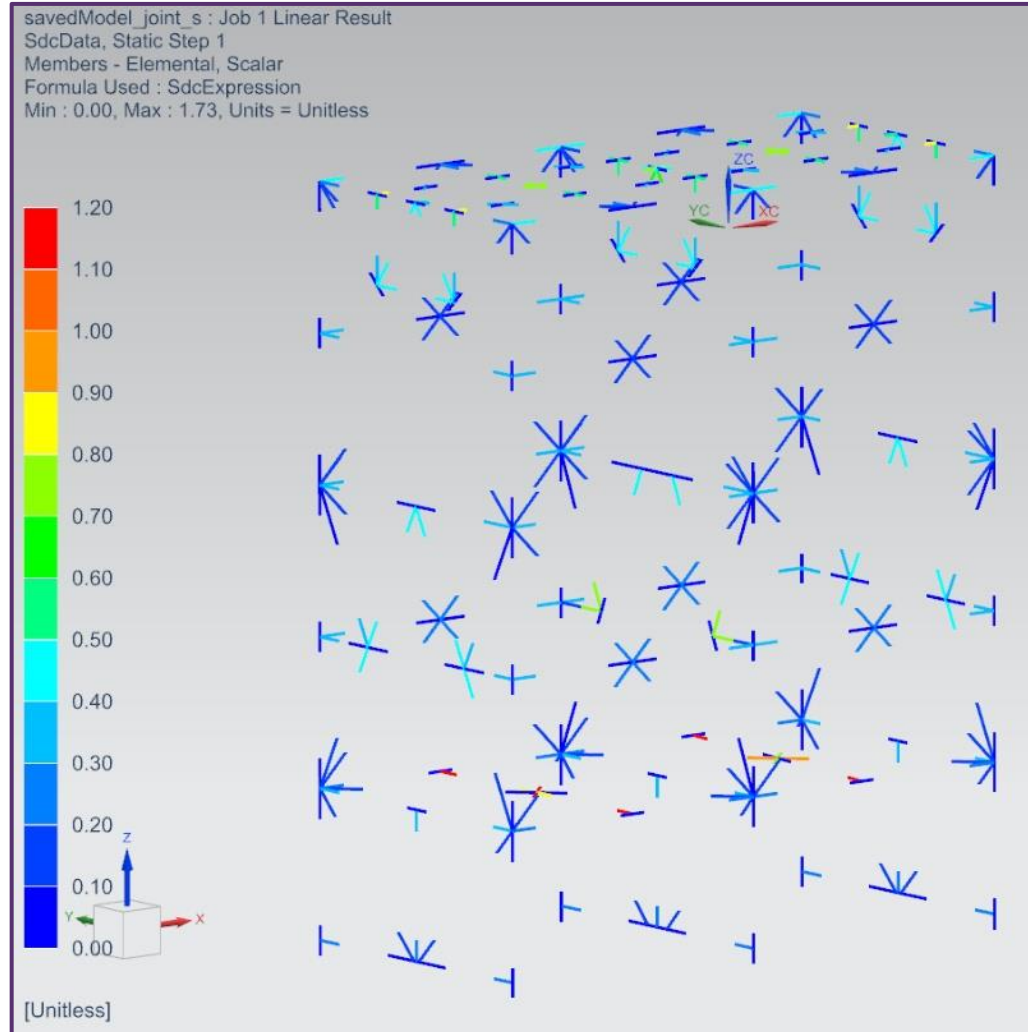 savedModel_joint_s : Job 1 Linear Result
SdcData, Static Step 1
Members - Elemental, Scalar
Formula Used : SdcExpression
Min : 0.00, Max : 1.73, Units = Unitless
ZC
YC
XC
1.20
1.10
1.00
0.90
0.80
0.70
0.60
0.50
0.40
0.30
0.20
0.10
0.00
Z
Y
X
[Unitless]